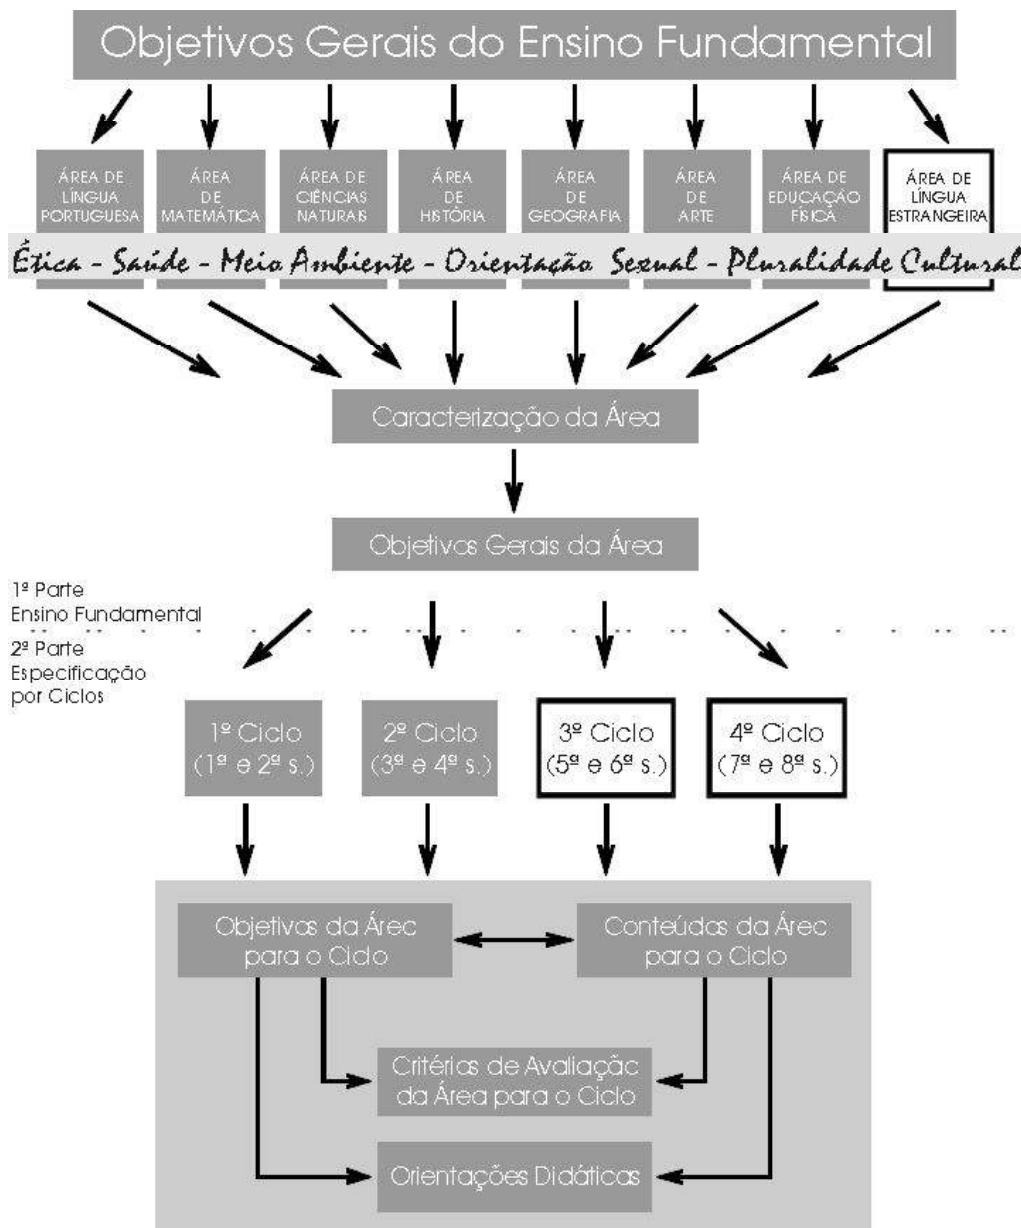 Objetivos Gerais do Ensino Fundamental
ÁREA DE
LÍNGUA
PORTUGUESA
ÁREA
DE
MATEMÁTICA
ÁREA DE
CIÊNCIAS
NATURAIS
ÁREA
DE
HISTÓRIA
ÁREA
DE
GEOGRAFIA
ÁREA
DE
ARTE
ÁREA DE
EDUCAÇÃO
FÍSICA
ÁREA DE
LÍNGUA
ESTRANGEIRA
Ética - Saúde - Meio Ambiente - Orientação Sexual - Pluralidade Cultural
Caracterização da Área
Objetivos Gerais da Área
1ª Parte
Ensino Fundamental
2ª Parte
Especificação
por Ciclos
1º Ciclo
(1ª e 2ª s.)
2º Ciclo
(3ª e 4ª s.)
3º Ciclo
(5ª e 6ª s.)
4º Ciclo
(7ª e 8ª s.)
Objetivos da Área
para o Ciclo
Conteúdos da Área
para o Ciclo
Critérios de Avaliação
da Área para o Ciclo
Orientações Didáticas